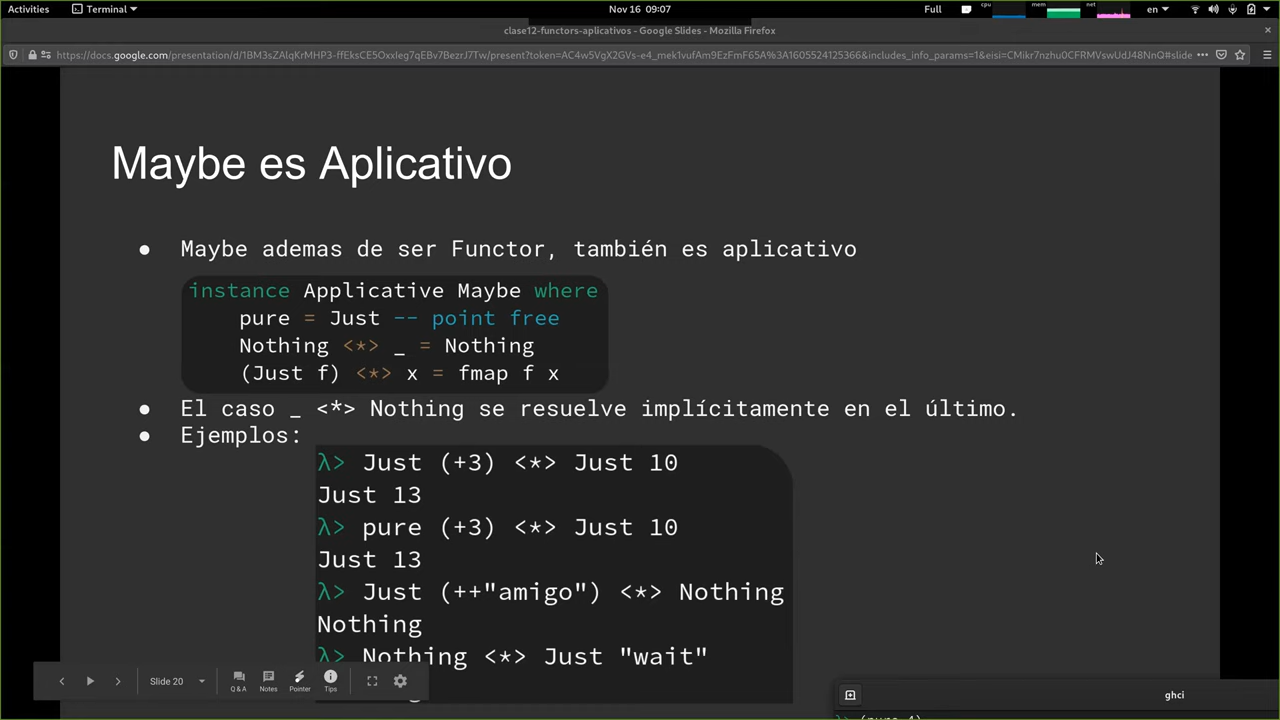 Activities
Terminal
Nov 16 09:07
Full
cpu
mem
net
en
clase12-functors-aplicativos - Google Slides - Mozilla Firefox
Maybe es Aplicativo
● Maybe ademas de ser Functor, también es aplicativo
instance Applicative Maybe where
pure = Just -- point free
Nothing <*> _ = Nothing
(Just f) <*> x = fmap f x
● El caso _ <*> Nothing se resuelve implícitamente en el último.
● Ejemplos:
λ> Just (+3) <*> Just 10
Just 13
λ> pure (+3) <*> Just 10
Just 13
λ> Just (++"amigo") <*> Nothing
Nothing
λ> Nothing <*> Just "wait"
Slide 20
Q & A
Notes
Pointer
Tips
ghci